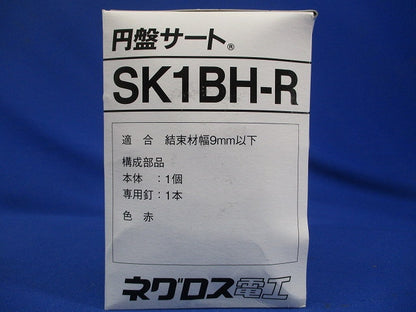 円盤サート®
SK1BH-R
適 合 結束材幅9mm以下
構成部品
本体 :1個
専用釘:1本
色 赤
ネグロス電工